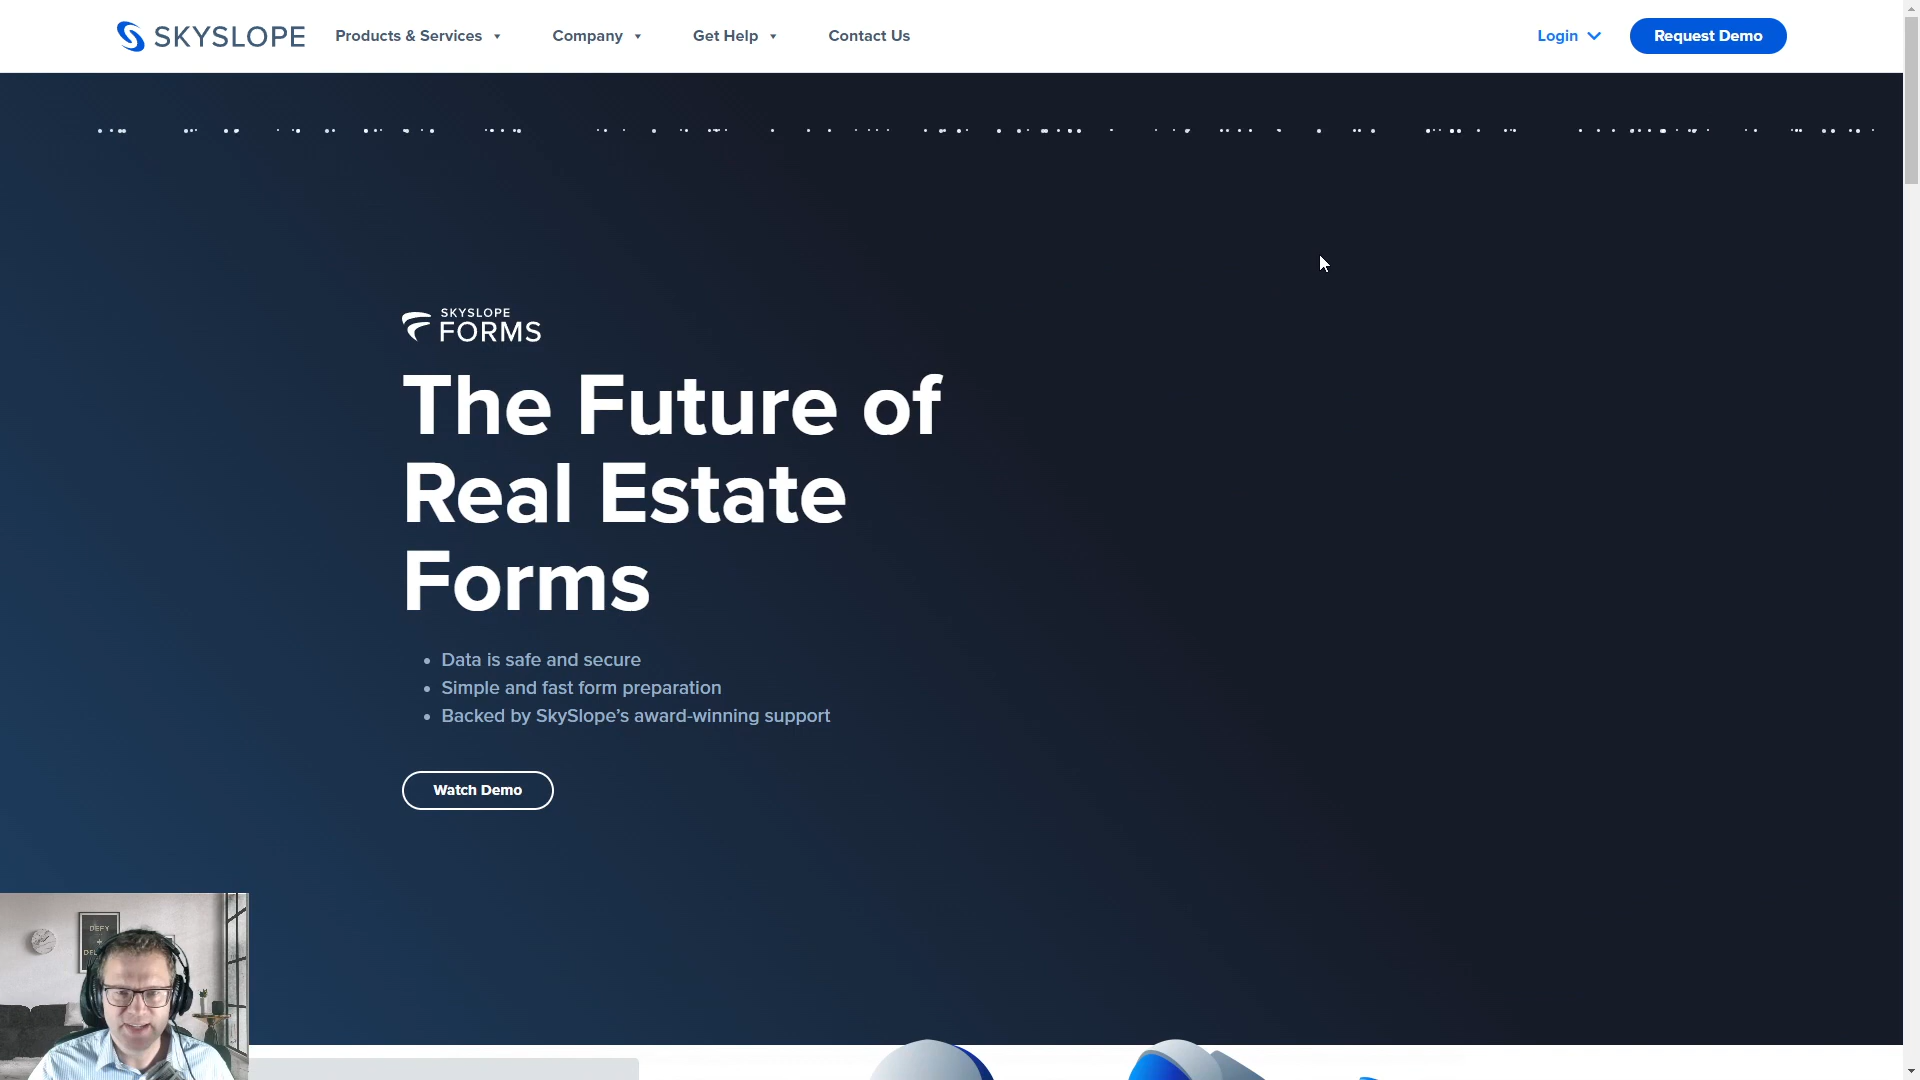 SKYSLOPE
Products & Services
Company
Get Help
Contact Us
Login
Request Demo
SKYSLOPE
FORMS
The Future of
Real Estate
Forms
Data is safe and secure
Simple and fast form preparation
Backed by SkySlope's award-winning support
Watch Demo
DEFY
+